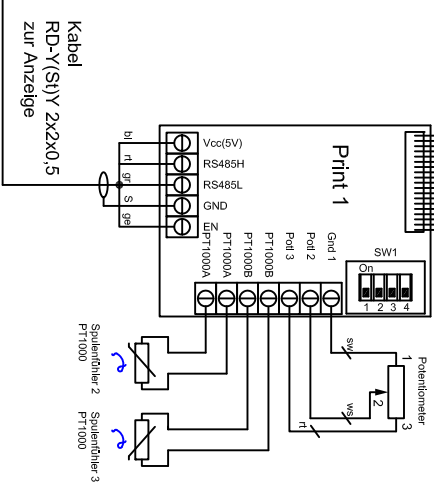 Kabel
RD-Y(St)Y 2x2x0,5
zur Anzeige
bl
rt
gr
S
ge
Vcc(5V)
RS485H
RS485L
GND
EN
Print 1
SW1
On
1 2 3 4
PT1000A
PT1000A
PT1000B
PT1000B
Potl 3
Potl 2
Gnd 1
sw
ws
rt
1
2
3
Potentiometer
Spulenfühler 2
PT1000
Spulenfühler 3
PT1000